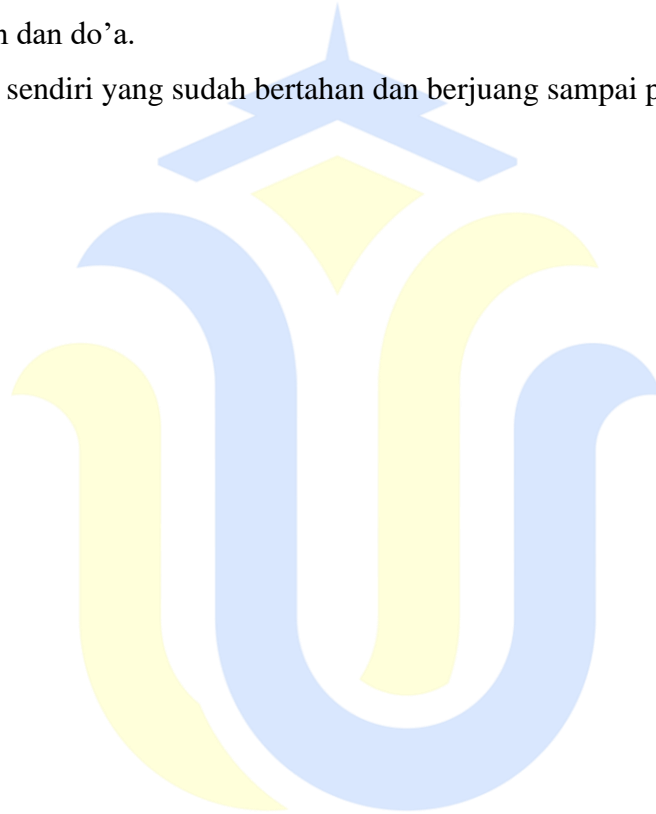 dan do’a.
sendiri yang sudah bertahan dan berjuang sampai